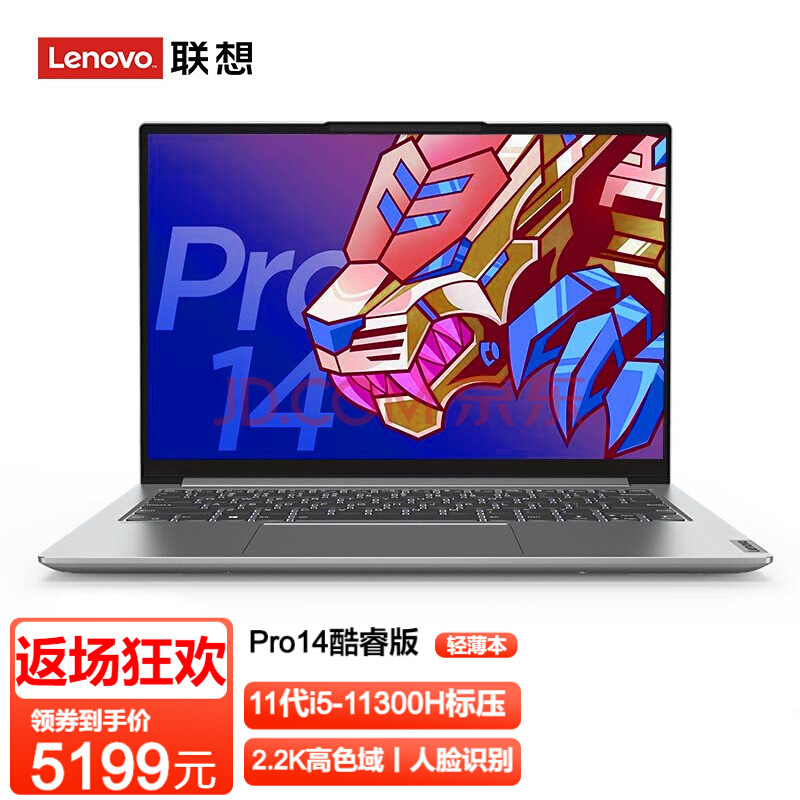 Lenovo 联想
Pro
14
JD.COM 京东
Lenovo
返场狂欢
领券到手价
5199元
Pro14酷睿版 轻薄本
11代i5-11300H标压
2.2K高色域丨人脸识别